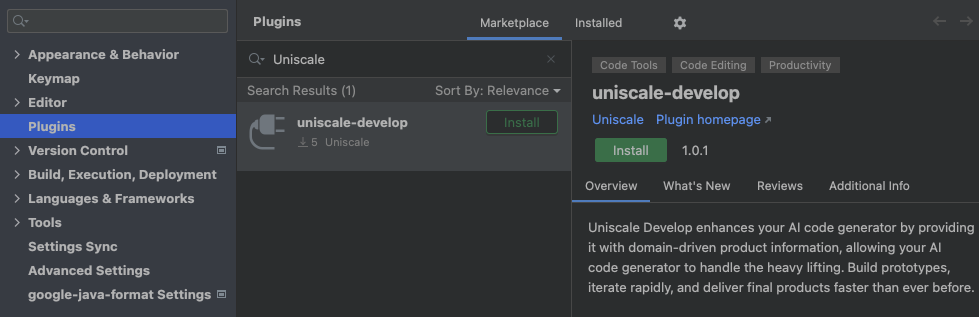 Plugins
Marketplace
Installed
Appearance & Behavior
Keymap
Editor
Plugins
Version Control
Build, Execution, Deployment
Languages & Frameworks
Tools
Settings Sync
Advanced Settings
google-java-format Settings
Uniscale
Search Results (1)
Sort By: Relevance
uniscale-develop
Install
5 Uniscale
Code Tools
Code Editing
Productivity
uniscale-develop
Uniscale
Plugin homepage
Install
1.0.1
Overview
What's New
Reviews
Additional Info
Uniscale Develop enhances your AI code generator by providing
it with domain-driven product information, allowing your AI
code generator to handle the heavy lifting. Build prototypes,
iterate rapidly, and deliver final products faster than ever before.